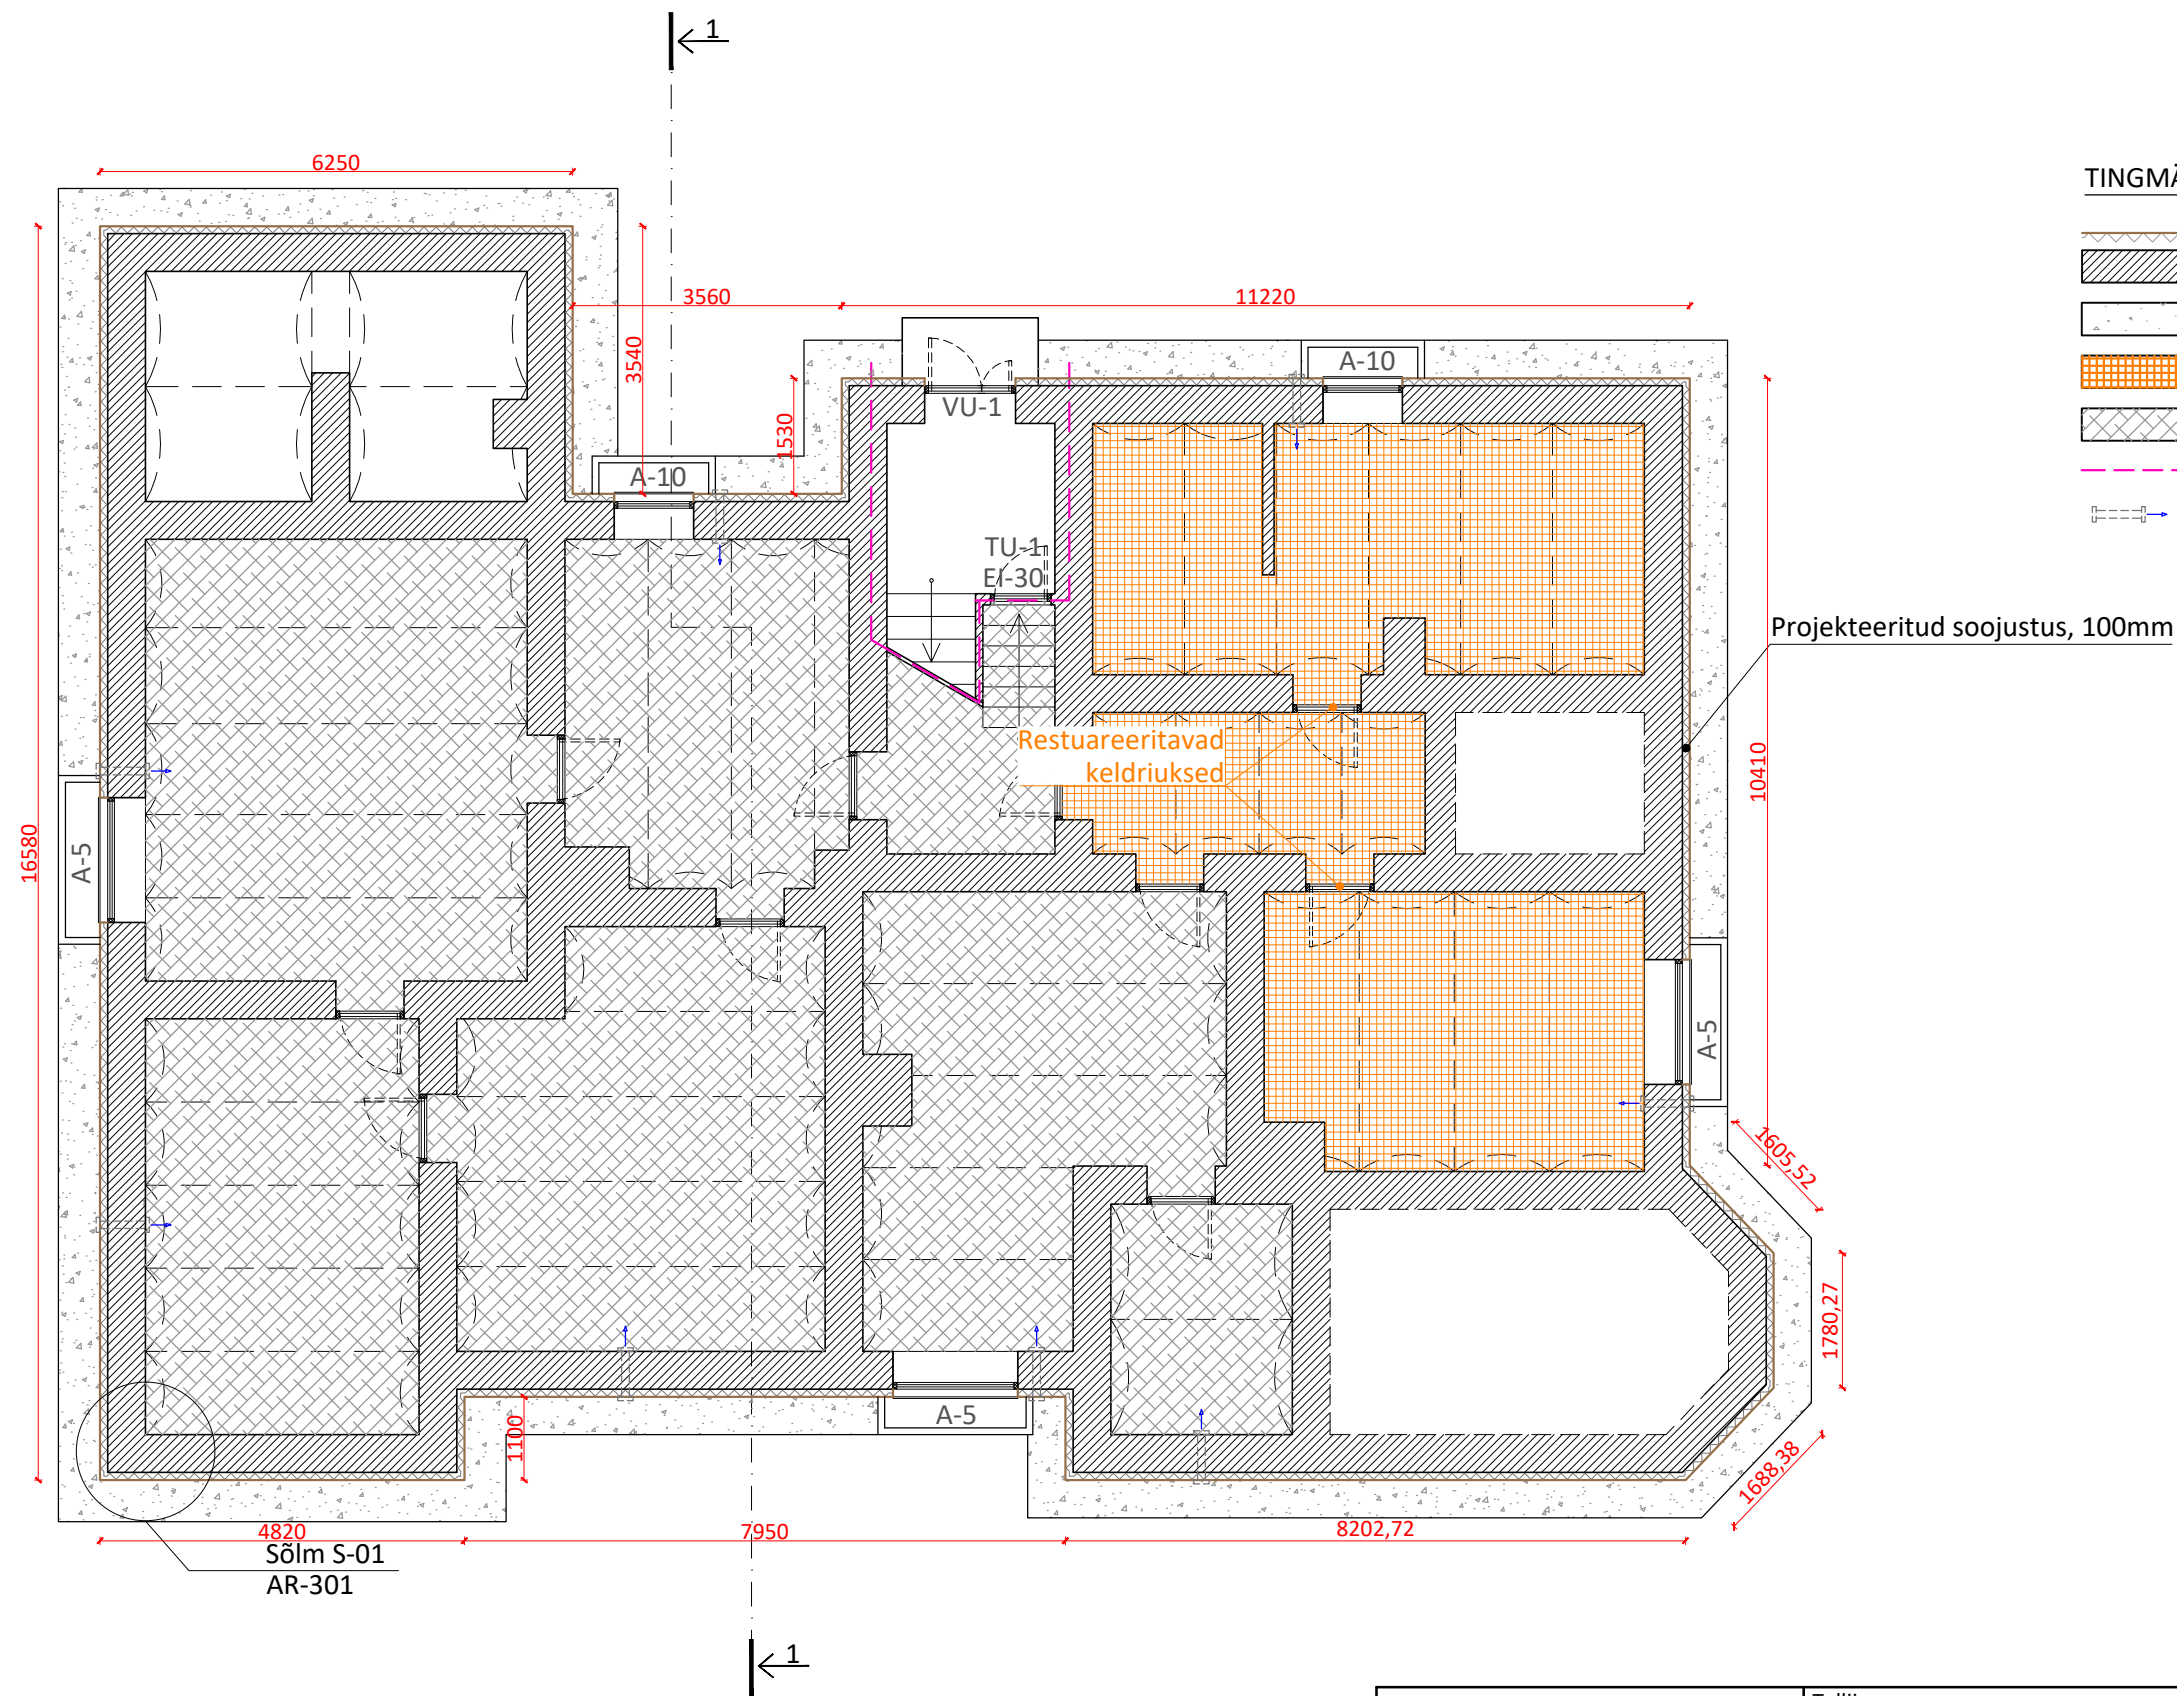 1
6250
TINGMÄ
3560
11220
3540
A-10
VU-1
1530
A-10
TU-1
EI-30
Projekteeritud soojustus, 100mm
Restuareeritavad
keldriuksed
10410
16580
A-5
A-5
1605,52
1780,27
A-5
1100
1688,38
4820
7950
8202,72
Sõlm S-01
AR-301
1